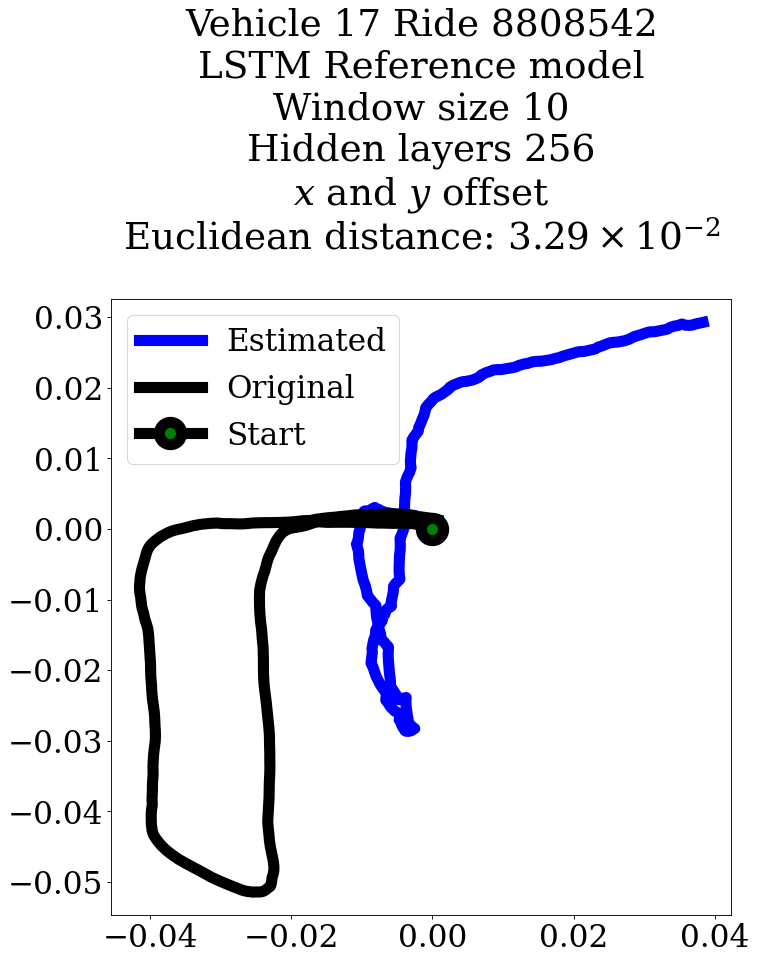 Vehicle 17 Ride 8808542
LSTM Reference model
Window size 10
Hidden layers 256
x and y offset
Euclidean distance: 3.29 × 10⁻²
Estimated
Original
Start
0.03
0.02
0.01
0.00
−0.01
−0.02
−0.03
−0.04
−0.05
−0.04 −0.02 0.00 0.02 0.04